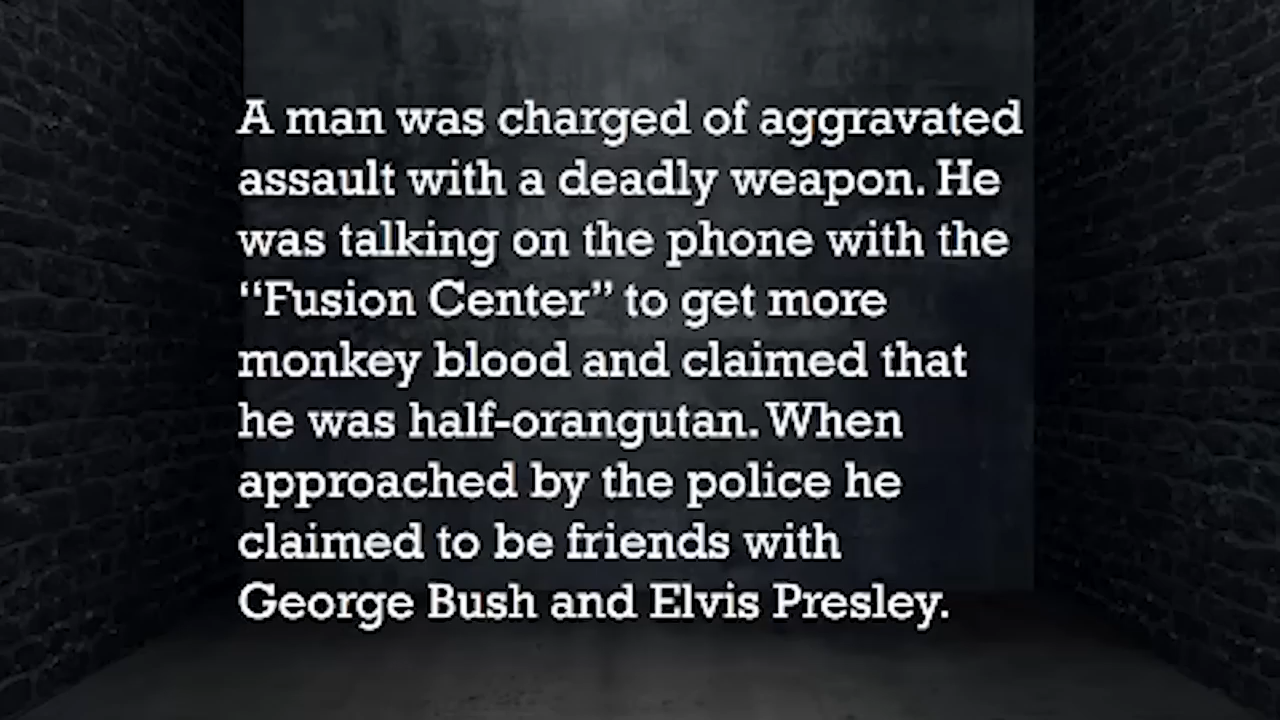 A man was charged of aggravated
assault with a deadly weapon. He
was talking on the phone with the
“Fusion Center” to get more
monkey blood and claimed that
he was half-orangutan. When
approached by the police he
claimed to be friends with
George Bush and Elvis Presley.